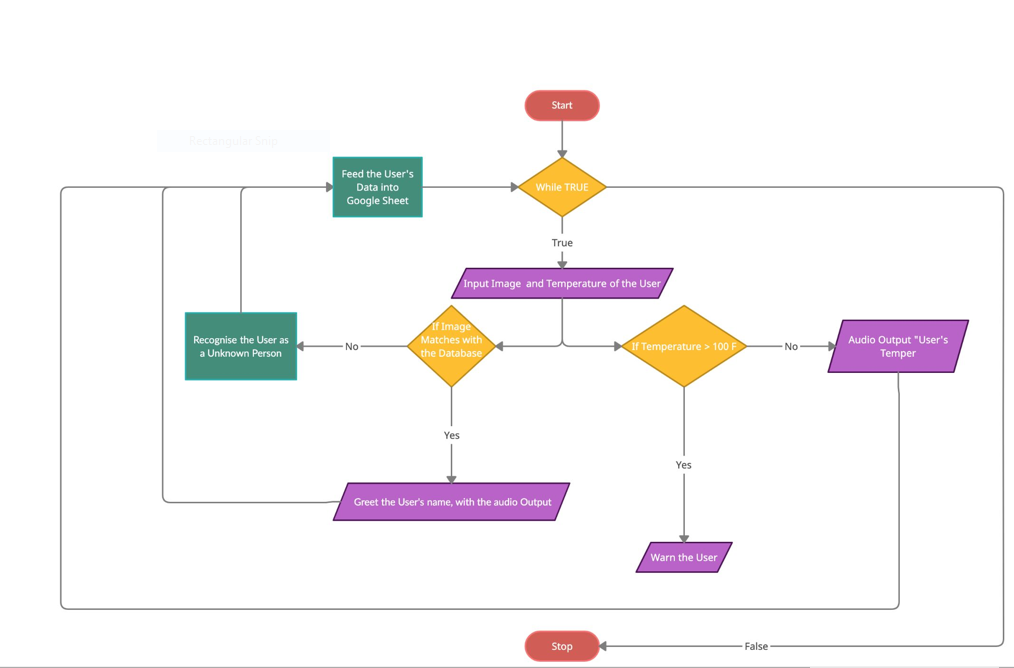 Start
Rectangular Snip
Feed the User's
Data into
Google Sheet
While TRUE
True
Input Image  and Temperature of the User
If Image
Matches with
the Database
If Temperature > 100 F
Recognise the User as
a Unknown Person
No
No
Audio Output "User's
Temper
Yes
Yes
Greet the User's name, with the audio Output
Warn the User
Stop
False